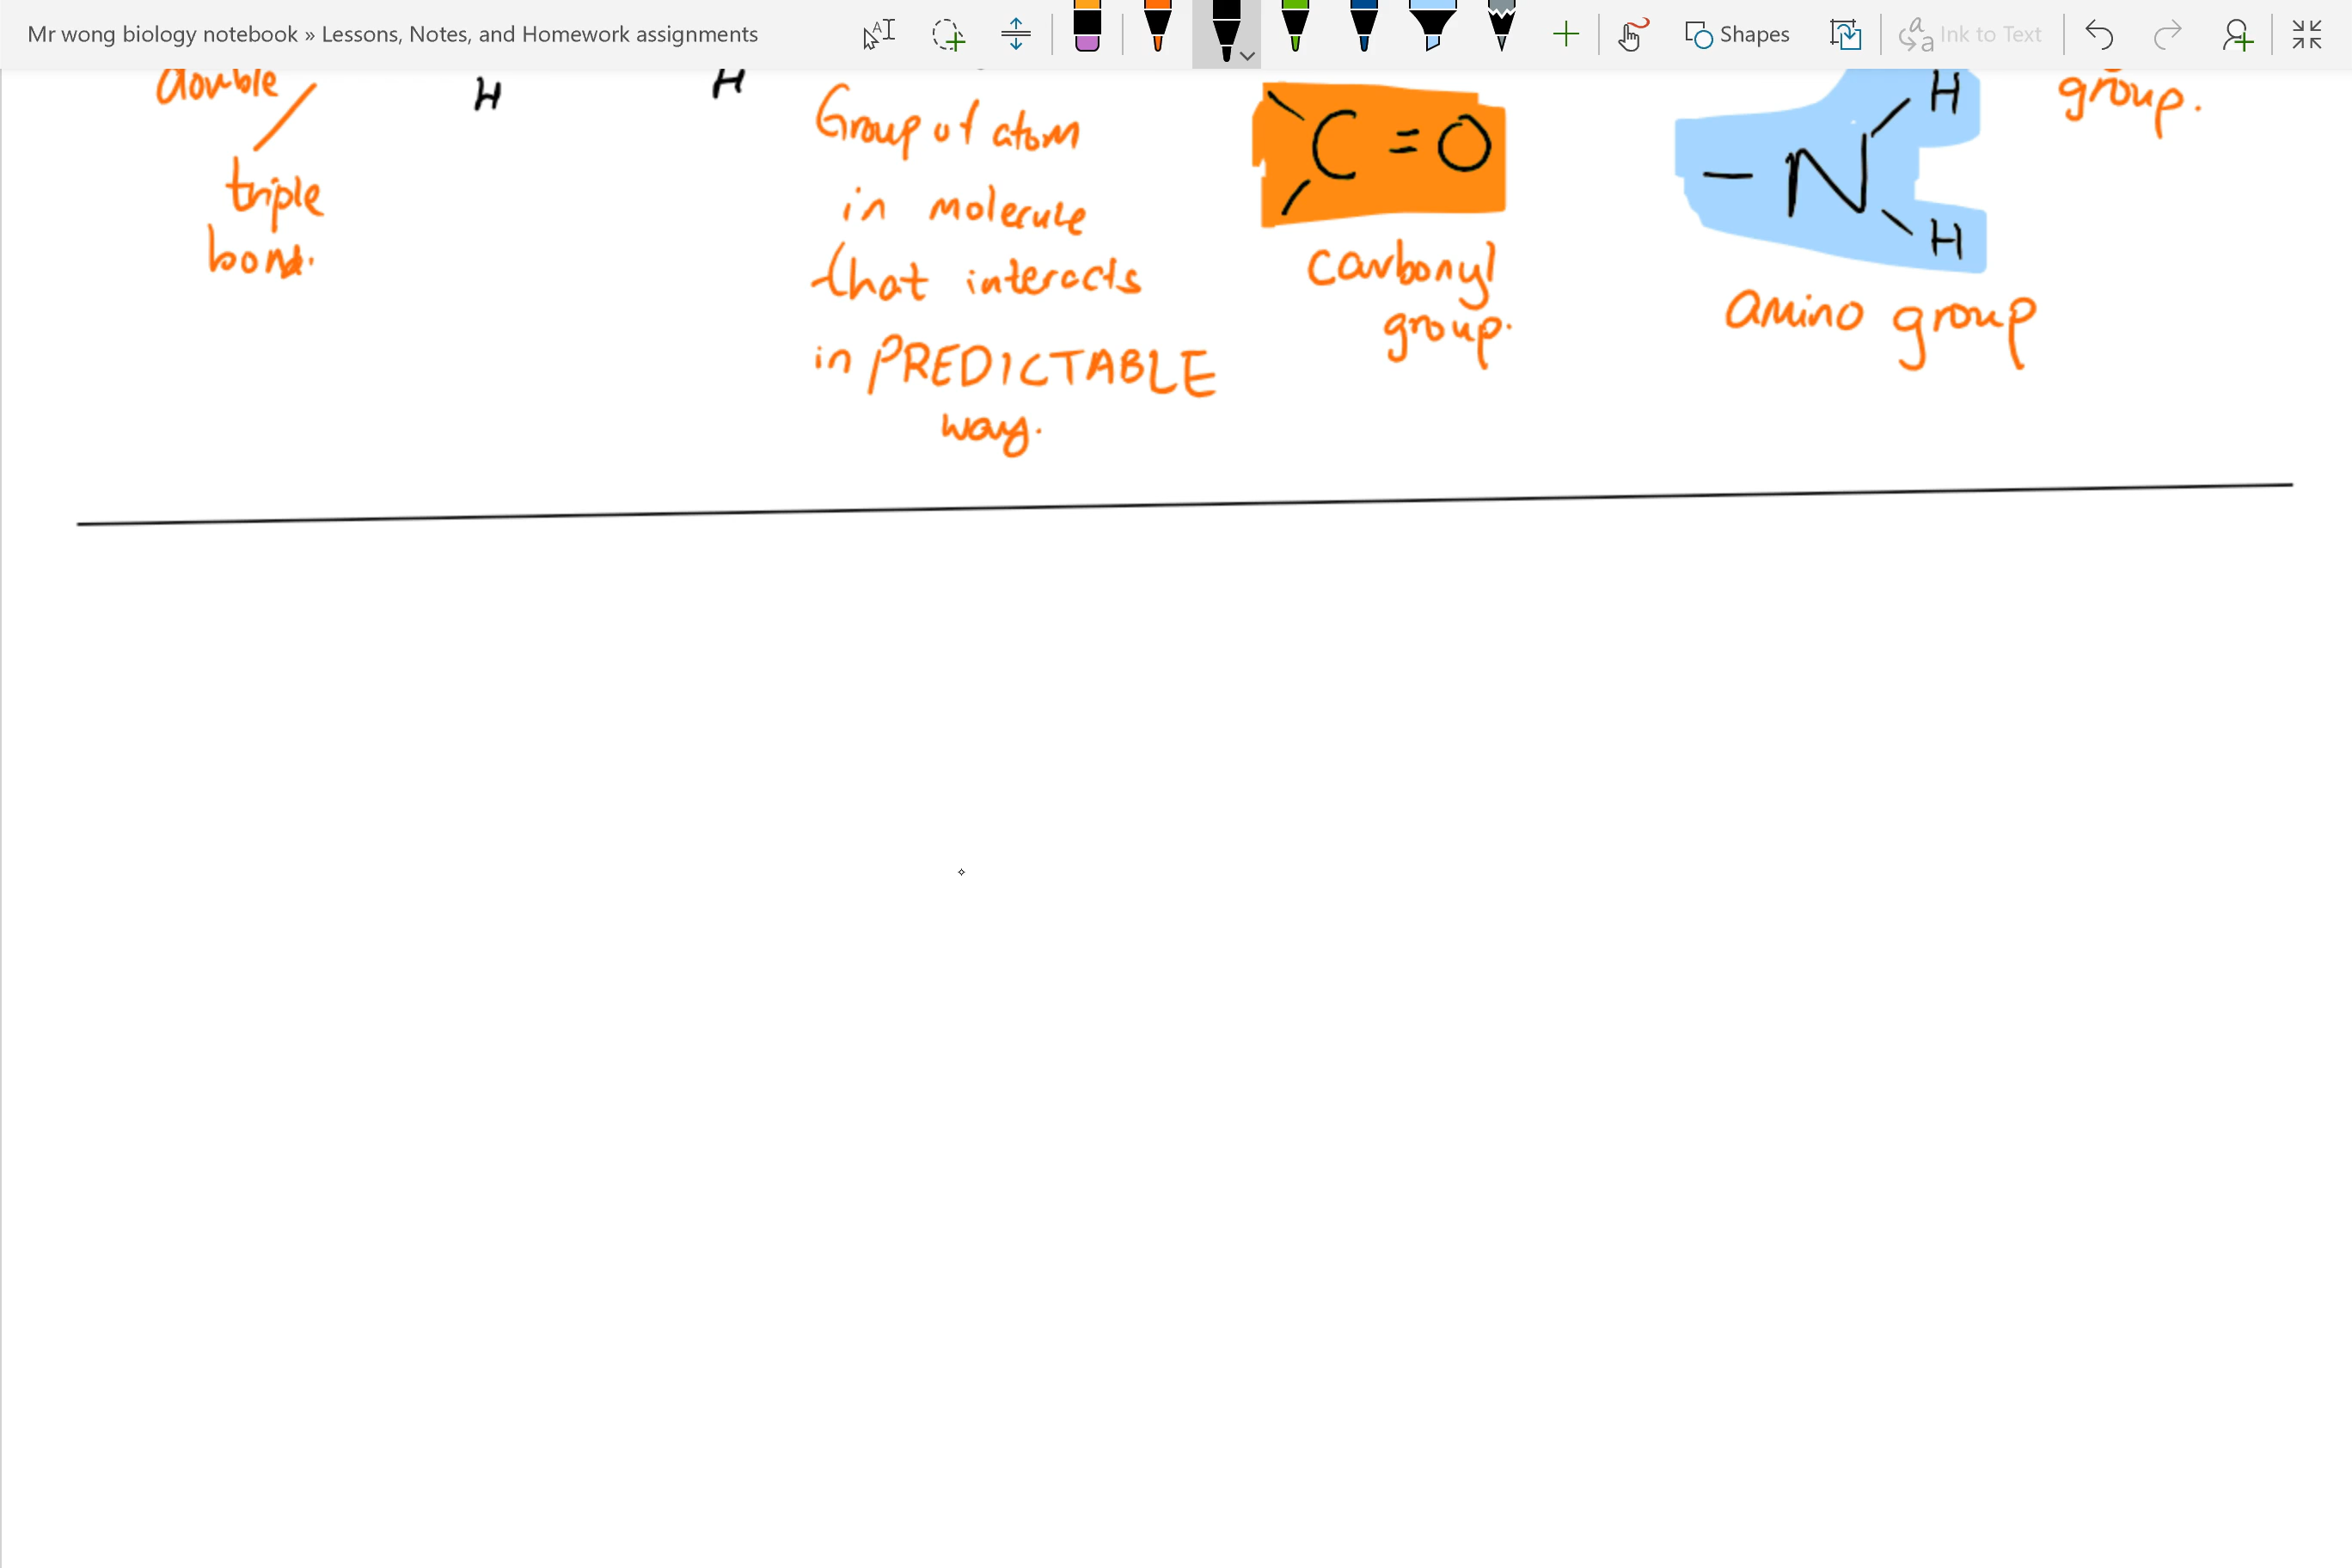 Mr wong biology notebook » Lessons, Notes, and Homework assignments
Shapes
Ink to Text
double
triple
bond.
H
H
Group of atom
in molecule
that interacts
in PREDICTABLE
way.
C = O
carbonyl
group.
– N
H
H
amino group
group.